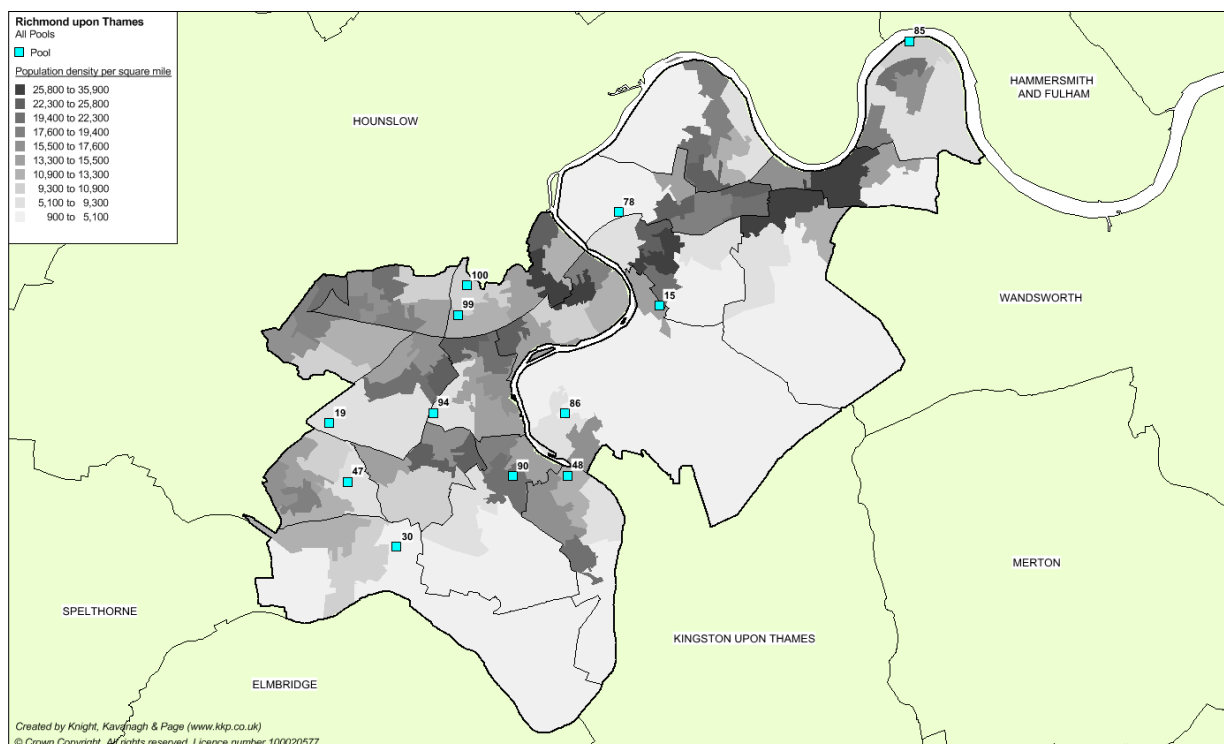 Richmond upon Thames
All Pools
Pool
Population density per square mile
25,800 to 35,900
22,300 to 25,800
19,400 to 22,300
17,600 to 19,400
15,500 to 17,600
13,300 to 15,500
10,900 to 13,300
9,300 to 10,900
5,100 to 9,300
900 to 5,100
85
HAMMERSMITH
AND FULHAM
HOUNSLOW
78
100
99
15
WANDSWORTH
94
86
19
47
90
48
30
MERTON
SPELTHORNE
KINGSTON UPON THAMES
ELMBRIDGE
Created by Knight, Kavanagh & Page (www.kkp.co.uk)
© Crown Copyright. All rights reserved. Licence number 100020577